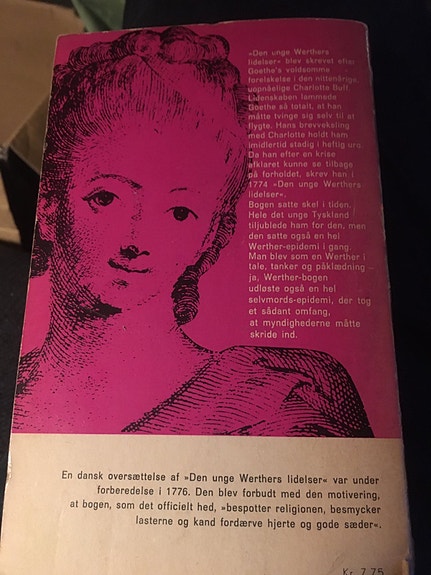 »Den unge Werthers
lidelser« blev skrevet efter
Goethe's voldsomme
forelskelse i den nittenårige,
uopnåelige Charlotte Buff.
Lidenskaben lammede
Goethe så totalt, at han
måtte tvinge sig selv til at
flygte. Hans brevveksling
med Charlotte holdt ham
imidlertid stadig i heftig uro.
Da han efter en krise
afklaret kunne se tilbage
på forholdet, skrev han i
1774 »Den unge Werthers
lidelser«.
Bogen satte skel i tiden.
Hele det unge Tyskland
tiljublede ham for den, men
den satte også en hel
Werther-epidemi i gang.
Man blev som en Werther i
tale, tanker og påklædning –
ja, Werther-bogen
udløste også en hel
selvmords-epidemi, der tog
et sådant omfang,
at myndighederne måtte
skride ind.
En dansk oversættelse af »Den unge Werthers lidelser« var under
forberedelse i 1776. Den blev forbudt med den motivering,
at bogen, som det officielt hed, »bespotter religionen, besmykker
lasterne og kand fordærve hjerte og gode sæder«.
Kr. 7.75